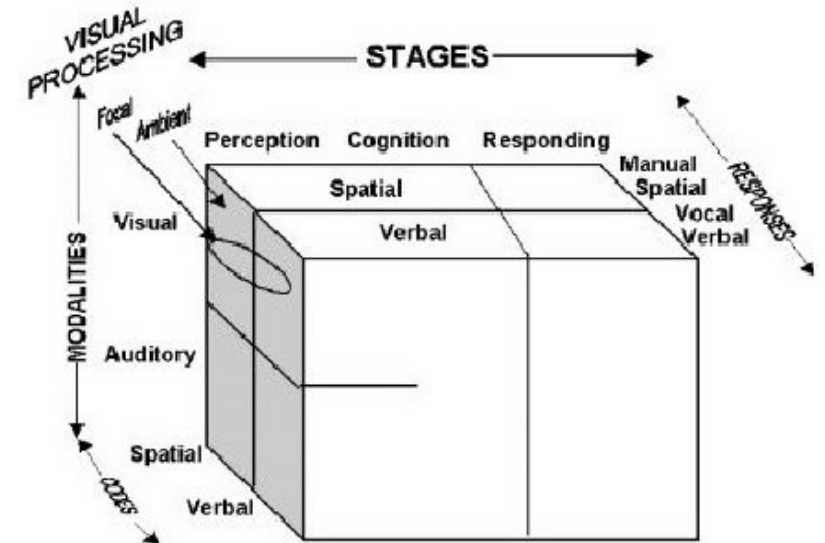 VISUAL
PROCESSING
STAGES
Focal
Ambient
Perception Cognition Responding
Manual
Spatial
Vocal
Verbal
RESPONSES
Spatial
Verbal
Visual
MODALITIES
Auditory
Spatial
Verbal
CODES